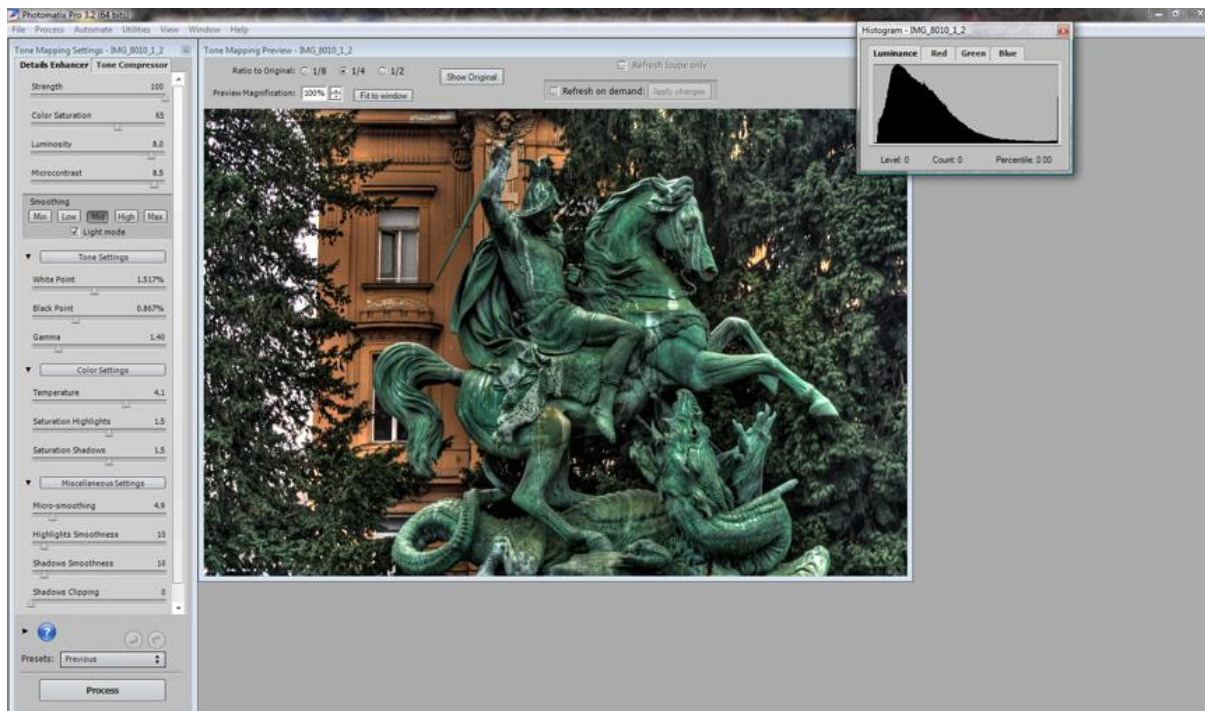 Photomatix Pro 3.2 (64 bits)
File Process Automate Utilities View Window Help
Tone Mapping Settings - IMG_8010_1_2
Details Enhancer Tone Compressor
Strength 100
Color Saturation 65
Luminosity 8.0
Microcontrast 8.5
Smoothing
Min Low Mid High Max
Light mode
Tone Settings
White Point 1.517%
Black Point 0.867%
Gamma 1.40
Color Settings
Temperature 4.1
Saturation Highlights 1.5
Saturation Shadows 1.5
Miscellaneous Settings
Micro-smoothing 4.9
Highlights Smoothness 10
Shadows Smoothness 10
Shadows Clipping 0
?
Presets: Previous
Process
Tone Mapping Preview - IMG_8010_1_2
Ratio to Original: 1/8 1/4 1/2
Show Original
Refresh loupe only
Preview Magnification: 100% Fit to window
Refresh on demand: Apply changes
Histogram - IMG_8010_1_2
Luminance Red Green Blue
Level: 0 Count: 0 Percentile: 0.00